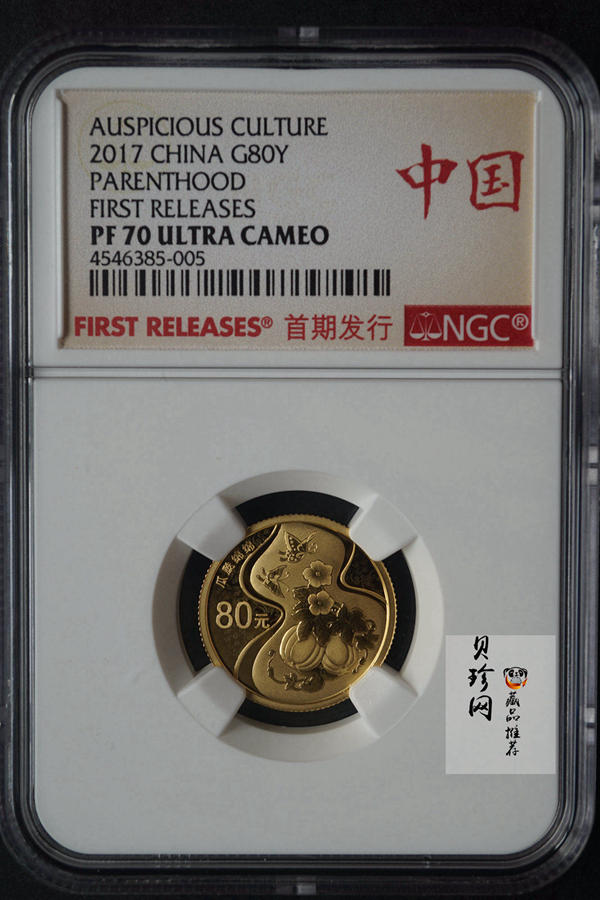 AUSPICIOUS CULTURE
2017 CHINA G80Y
PARENTHOOD
FIRST RELEASES
PF 70 ULTRA CAMEO
4546385-005
中国
FIRST RELEASES® 首期发行 NGC®
瓜瓞绵绵
80元
贝珍网
藏品推荐